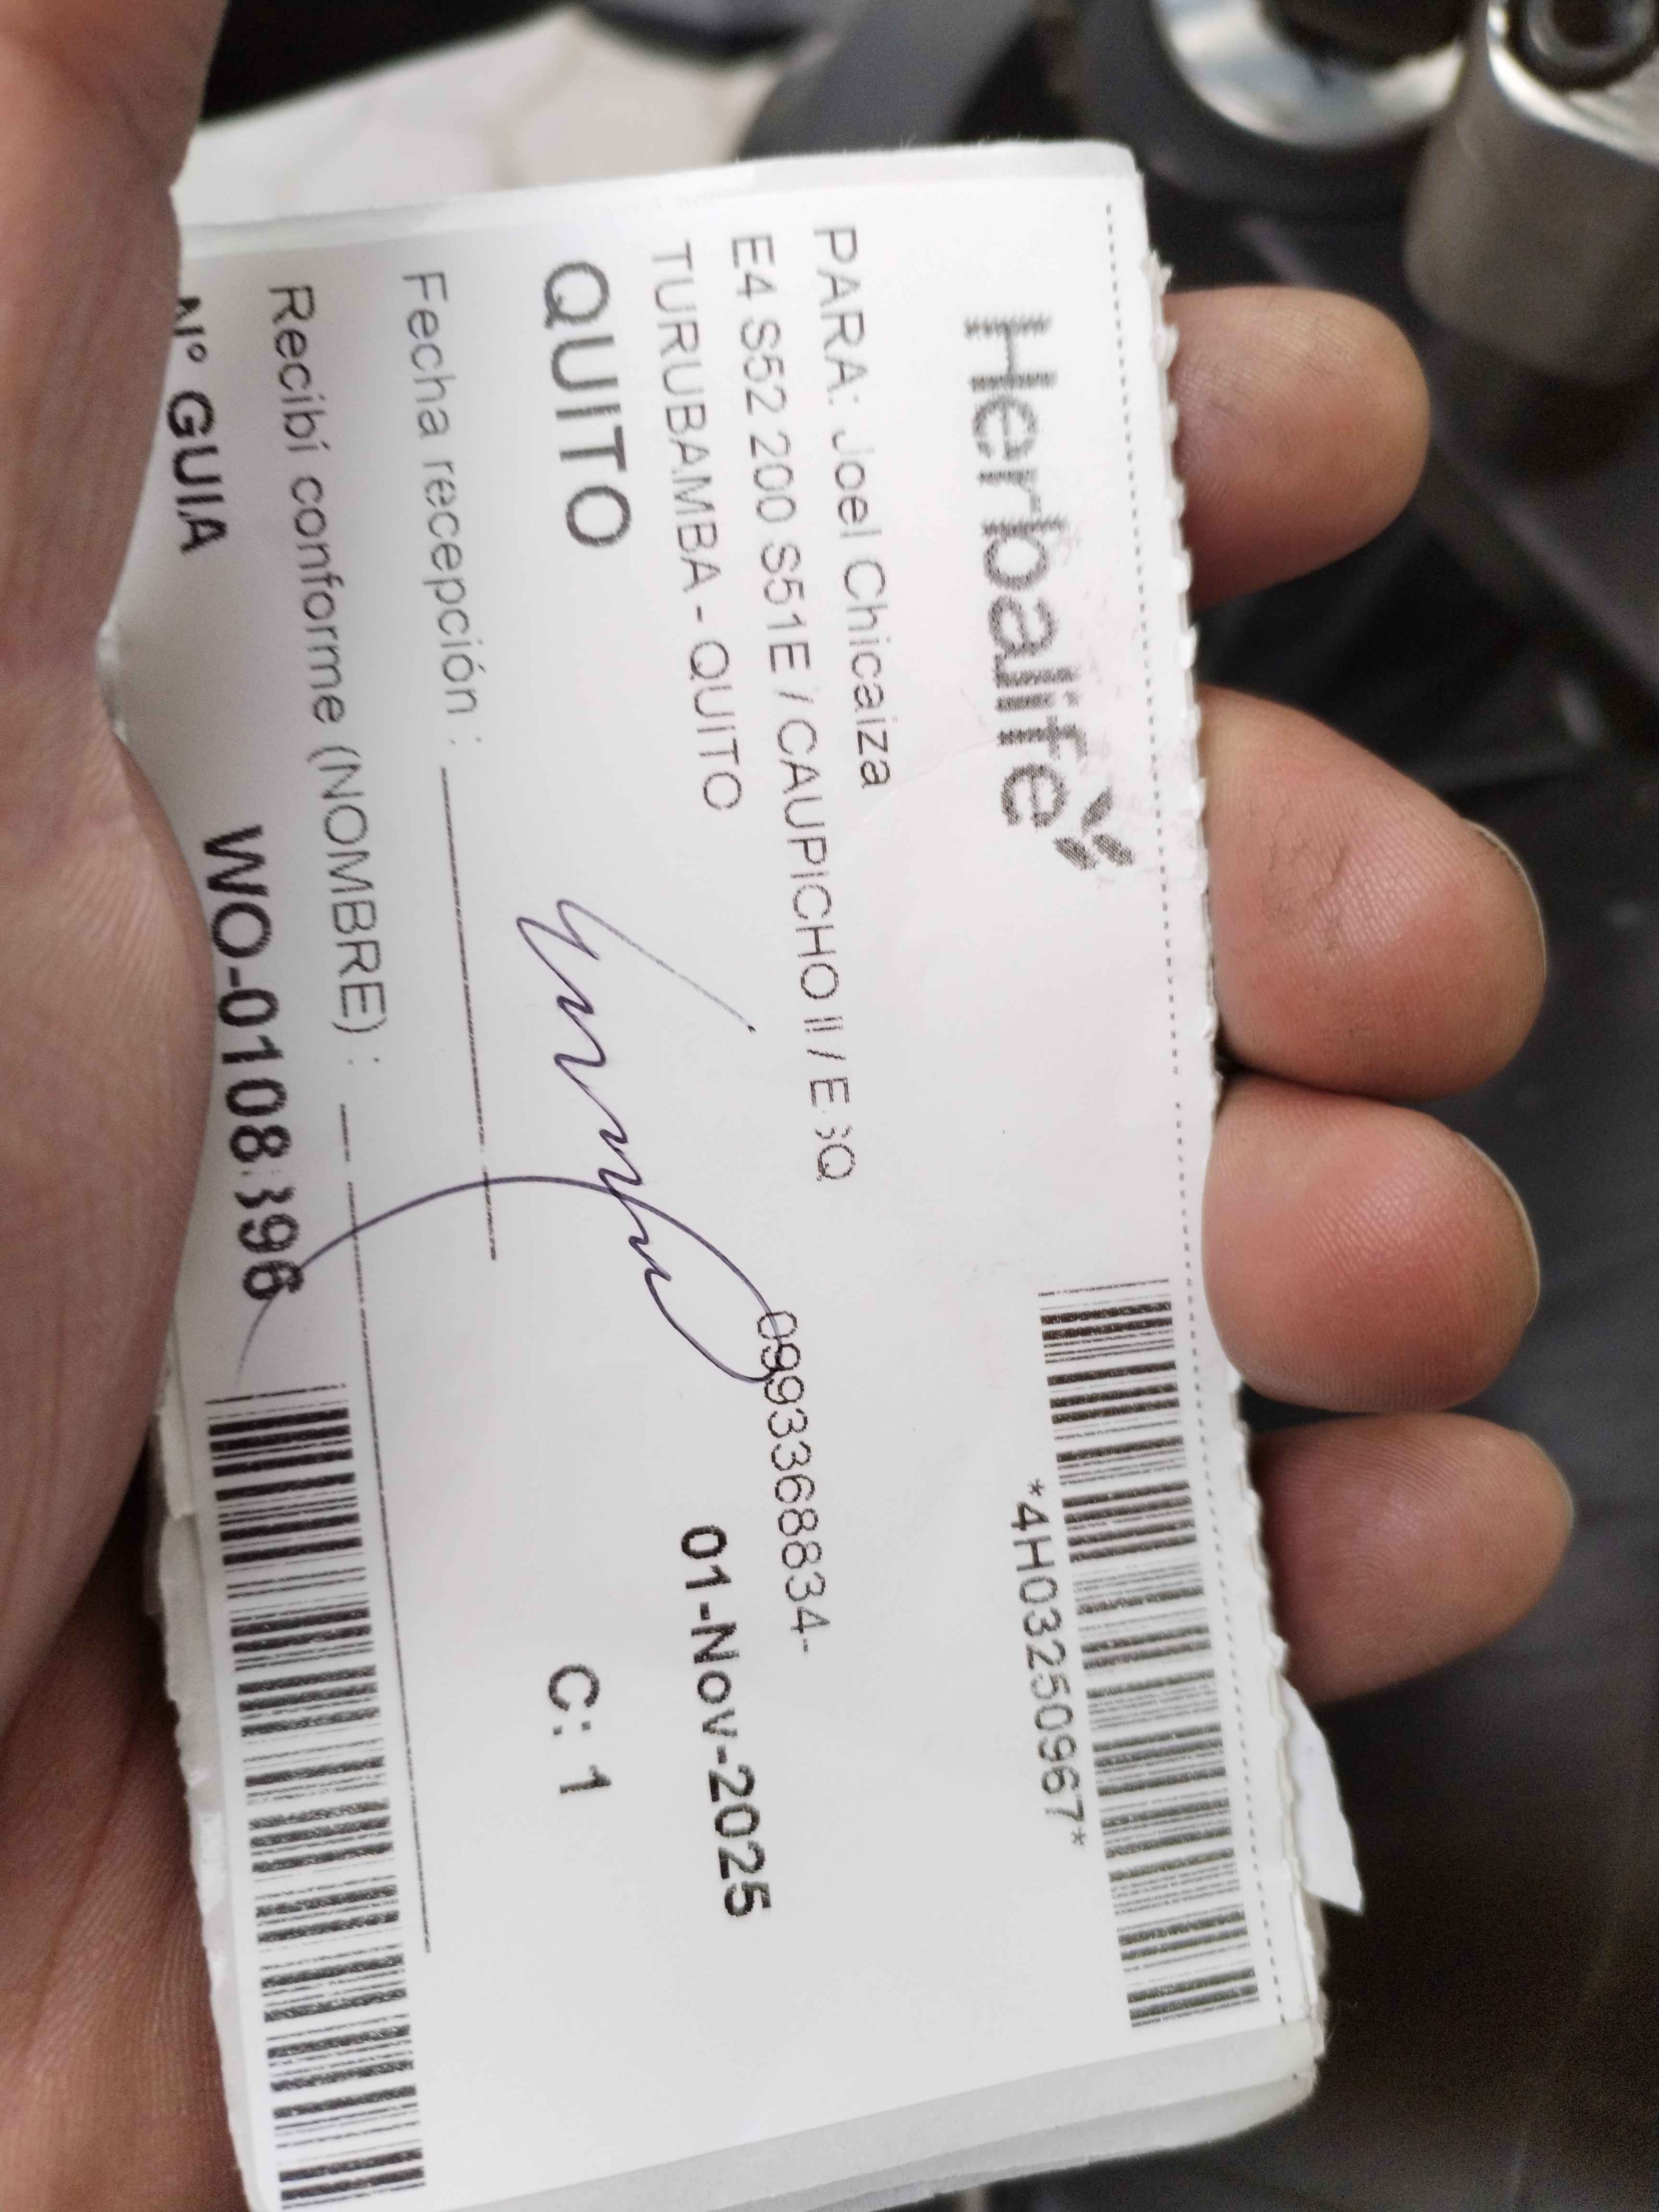 Herbalife
*4H03250967*
PARA: Joel Chicaiza
E4 S52 200 S51E / CAUPICHO II / ESQ
0993368834-
TURUBAMBA - QUITO
01-Nov-2025
QUITO
C: 1
Fecha recepción :
Recibí conforme (NOMBRE) :
N° GUIA
WO-0108396